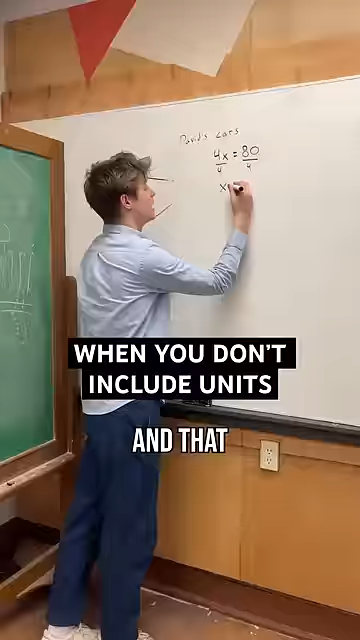 David's cars
4x = 80
4 4
x
WHEN YOU DON'T
INCLUDE UNITS
AND THAT